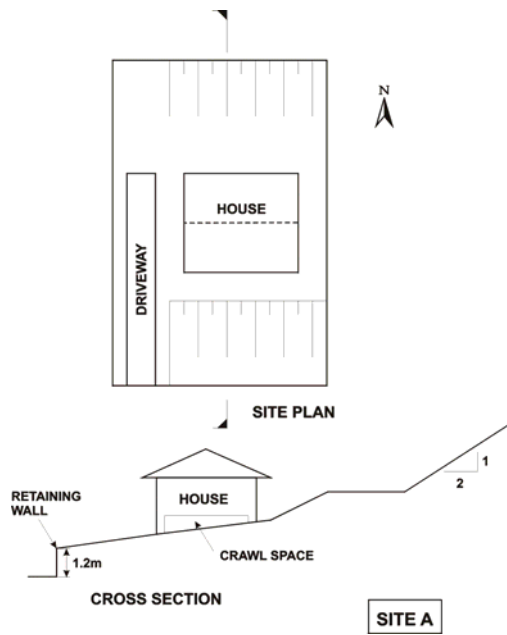 N
HOUSE
DRIVEWAY
SITE PLAN
1
2
HOUSE
RETAINING
WALL
1.2m
CRAWL SPACE
CROSS SECTION
SITE A